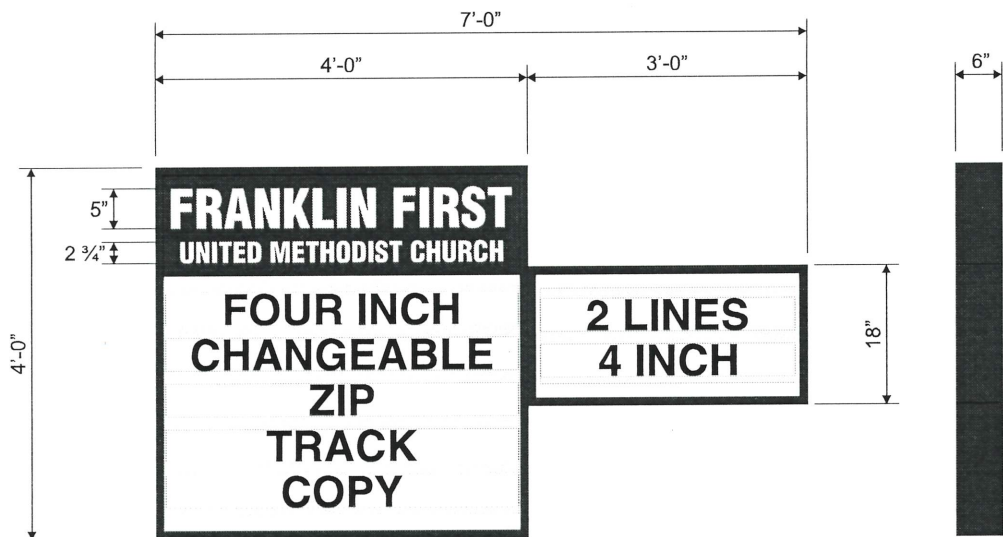 7'-0"
4'-0"
3'-0"
6"
5"
2 ¾"
4'-0"
18"
FRANKLIN FIRST
UNITED METHODIST CHURCH
FOUR INCH
CHANGEABLE
ZIP
TRACK
COPY
2 LINES
4 INCH